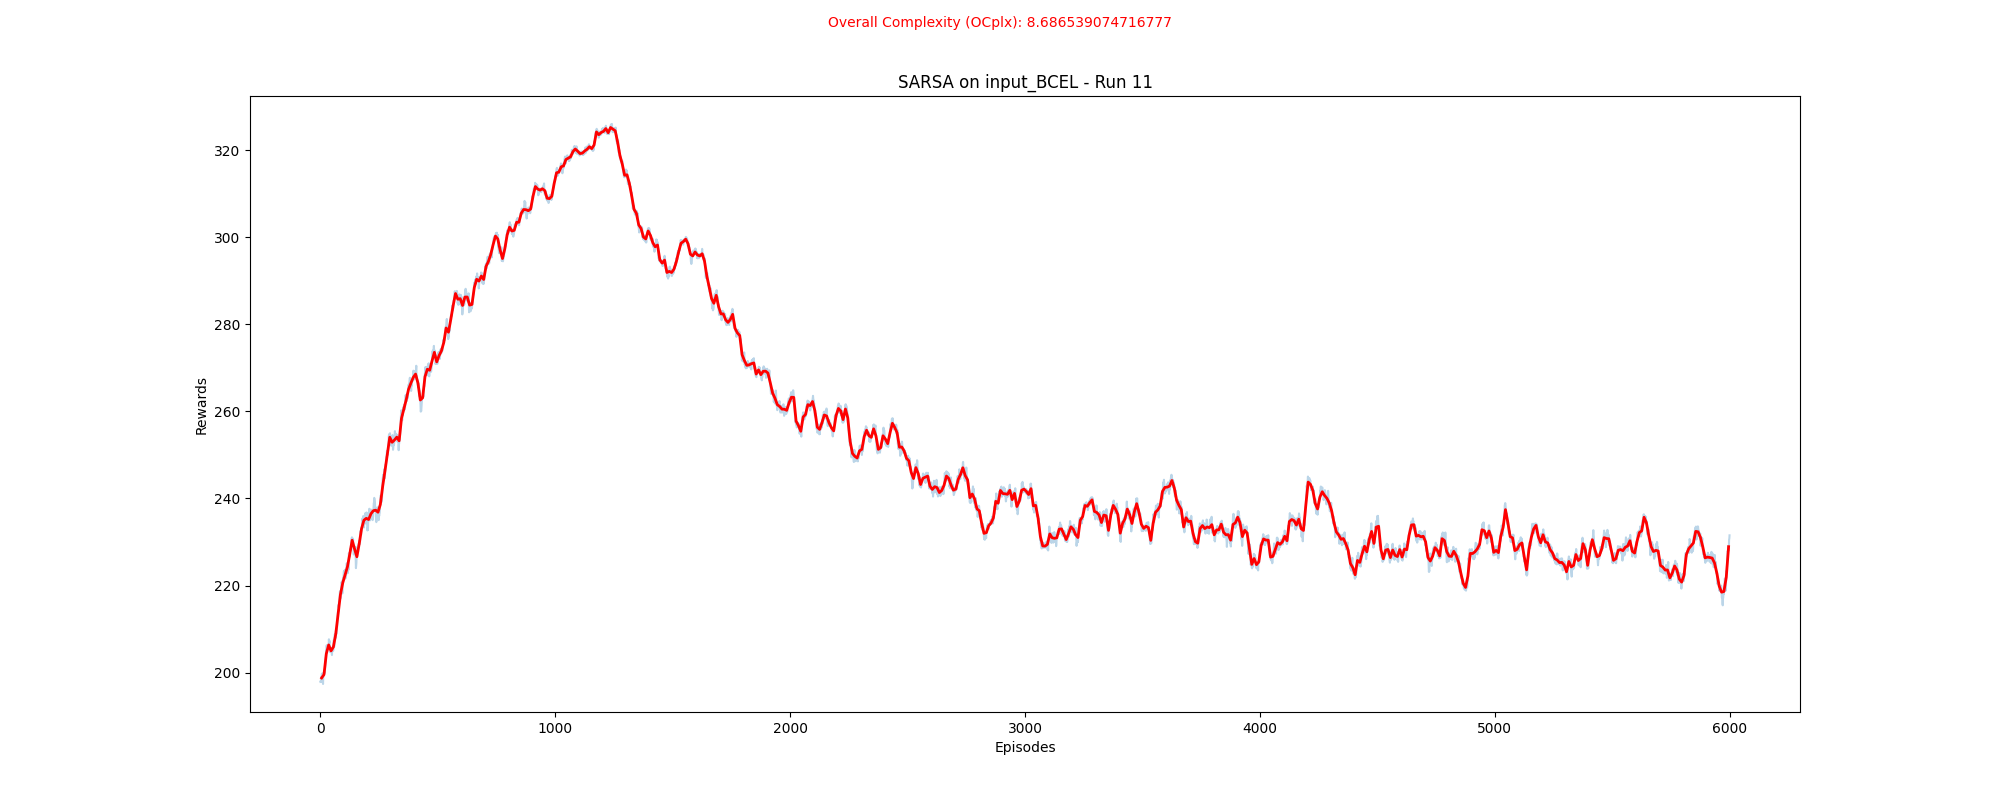 Overall Complexity (OCplx): 8.686539074716777
SARSA on input_BCEL - Run 11
320
300
280
260
240
220
200
Rewards
0 1000 2000 3000 4000 5000 6000
Episodes